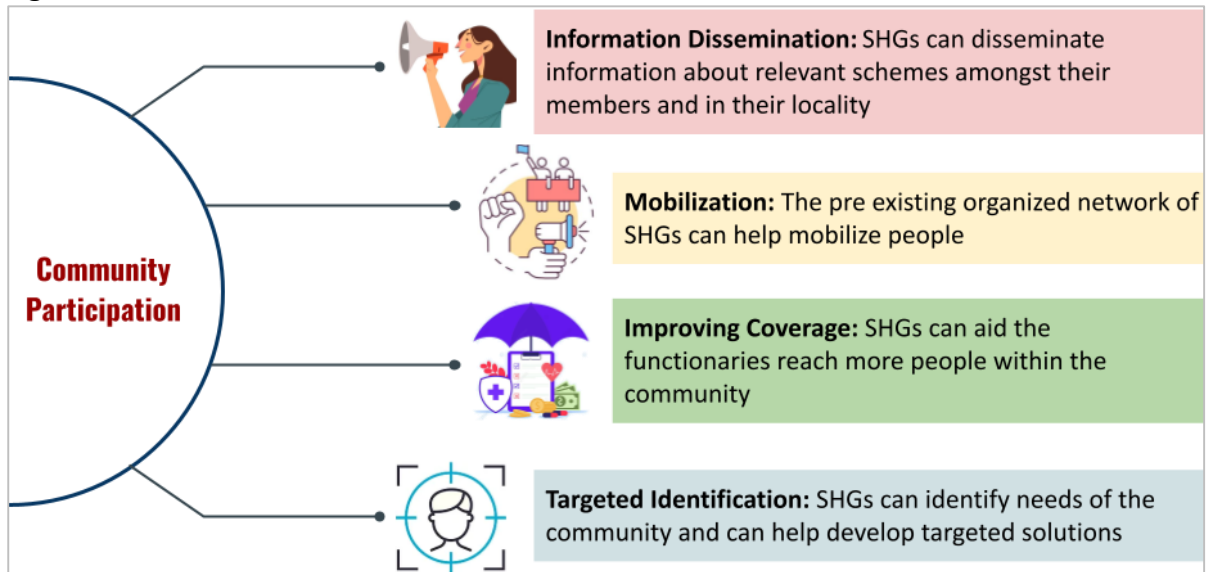 Community
Participation
Information Dissemination: SHGs can disseminate
information about relevant schemes amongst their
members and in their locality
Mobilization: The pre existing organized network of
SHGs can help mobilize people
Improving Coverage: SHGs can aid the
functionaries reach more people within the
community
Targeted Identification: SHGs can identify needs of the
community and can help develop targeted solutions